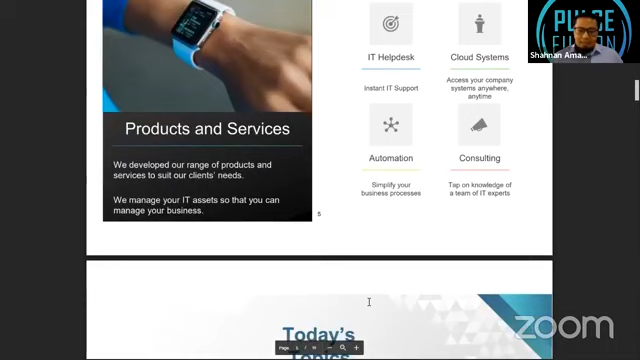 PULSE
Shahnan Ama...
IT Helpdesk
Instant IT Support
Cloud Systems
Access your company
systems anywhere,
anytime
Products and Services
We developed our range of products and
services to suit our clients' needs.
We manage your IT assets so that you can
manage your business.
Automation
Simplify your
business processes
Consulting
Tap on knowledge of
a team of IT experts
5
Today's
Topics
Page
zoom